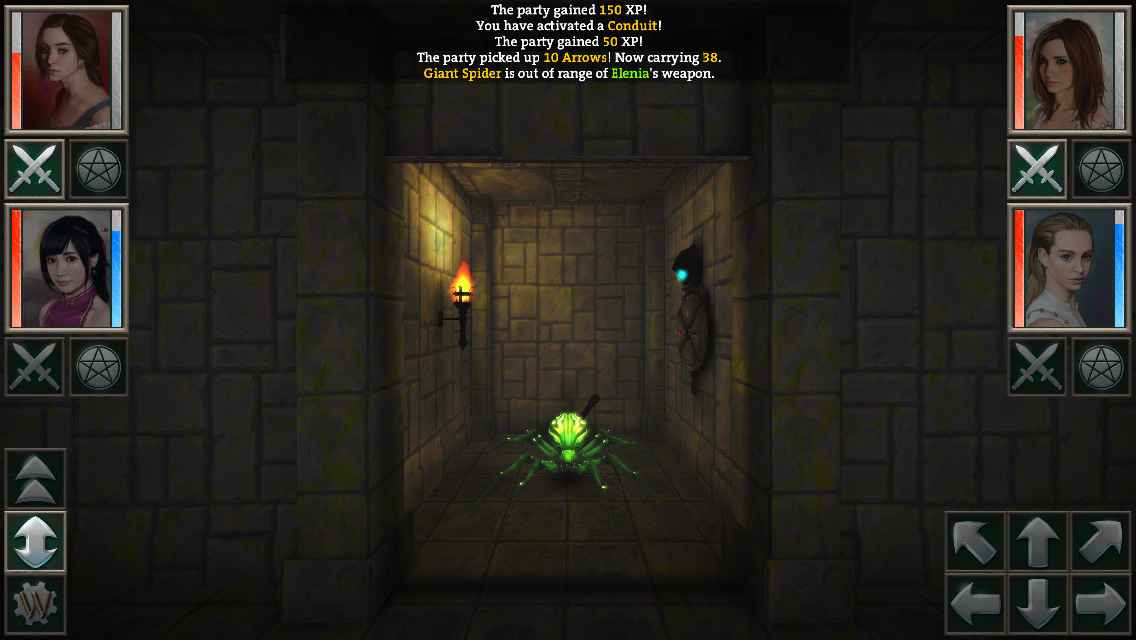 The party gained 150 XP!
You have activated a Conduit!
The party gained 50 XP!
The party picked up 10 Arrows! Now carrying 38.
Giant Spider is out of range of Elenia's weapon.
W